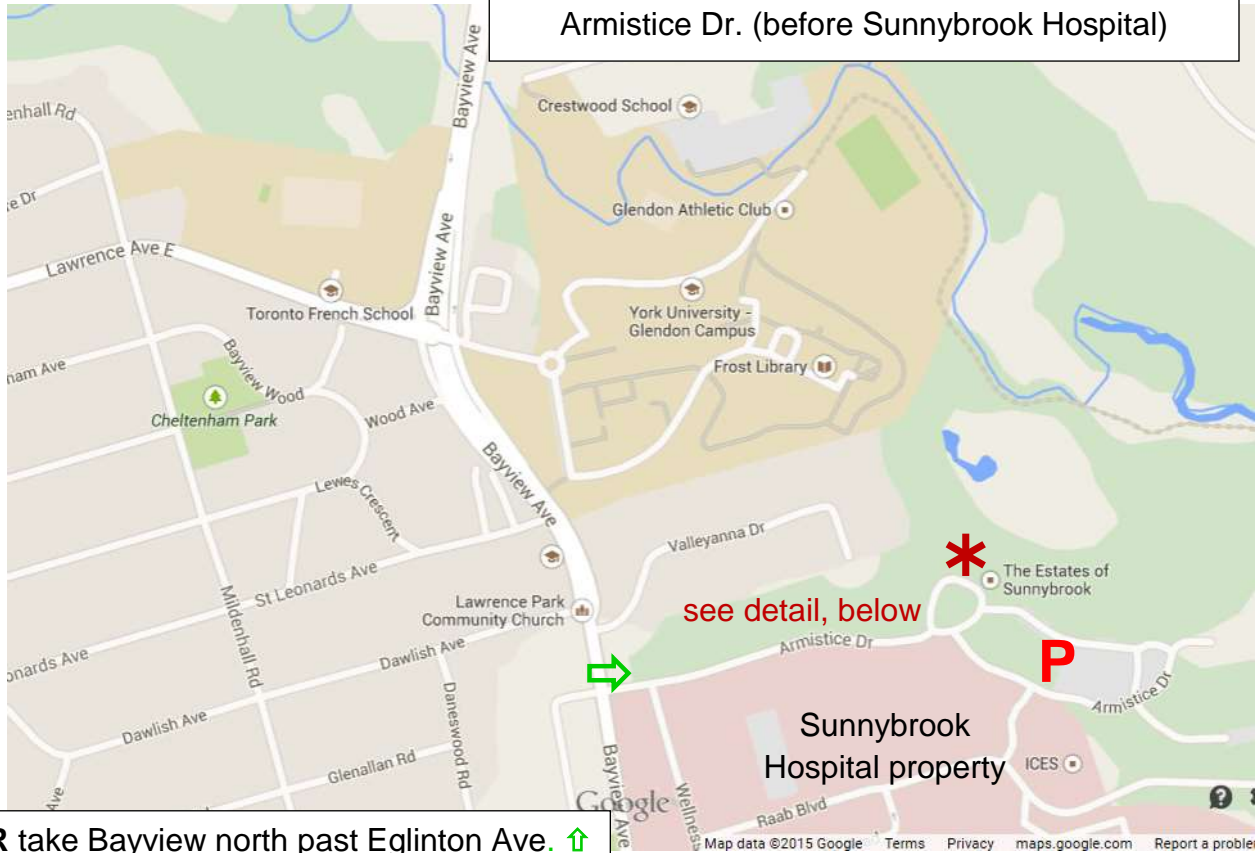 Armistice Dr. (before Sunnybrook Hospital)
Bayview Ave
Crestwood School
enhall Rd
re Dr
Glendon Athletic Club
Lawrence Ave E
Bayview Ave
Toronto French School
York University -
Glendon Campus
Frost Library
ham Ave
Bayview Wood
Cheltenham Park
Wood Ave
Bayview Ave
Lewes Crescent
Valleyanna Dr
St Leonards Ave
*
The Estates of
Sunnybrook
Lawrence Park
Community Church
see detail, below
Mildenhall Rd
Armistice Dr
onards Ave
Dawlish Ave
P
Armistice Dr
Dawlish Ave
Daneswood Rd
Sunnybrook
Hospital property
ICES
Glenallan Rd
Bayview Ave
Wellness
Raab Blvd
Google
Ave
R take Bayview north past Eglinton Ave. ⇧
Map data ©2015 Google Terms Privacy maps.google.com Report a proble